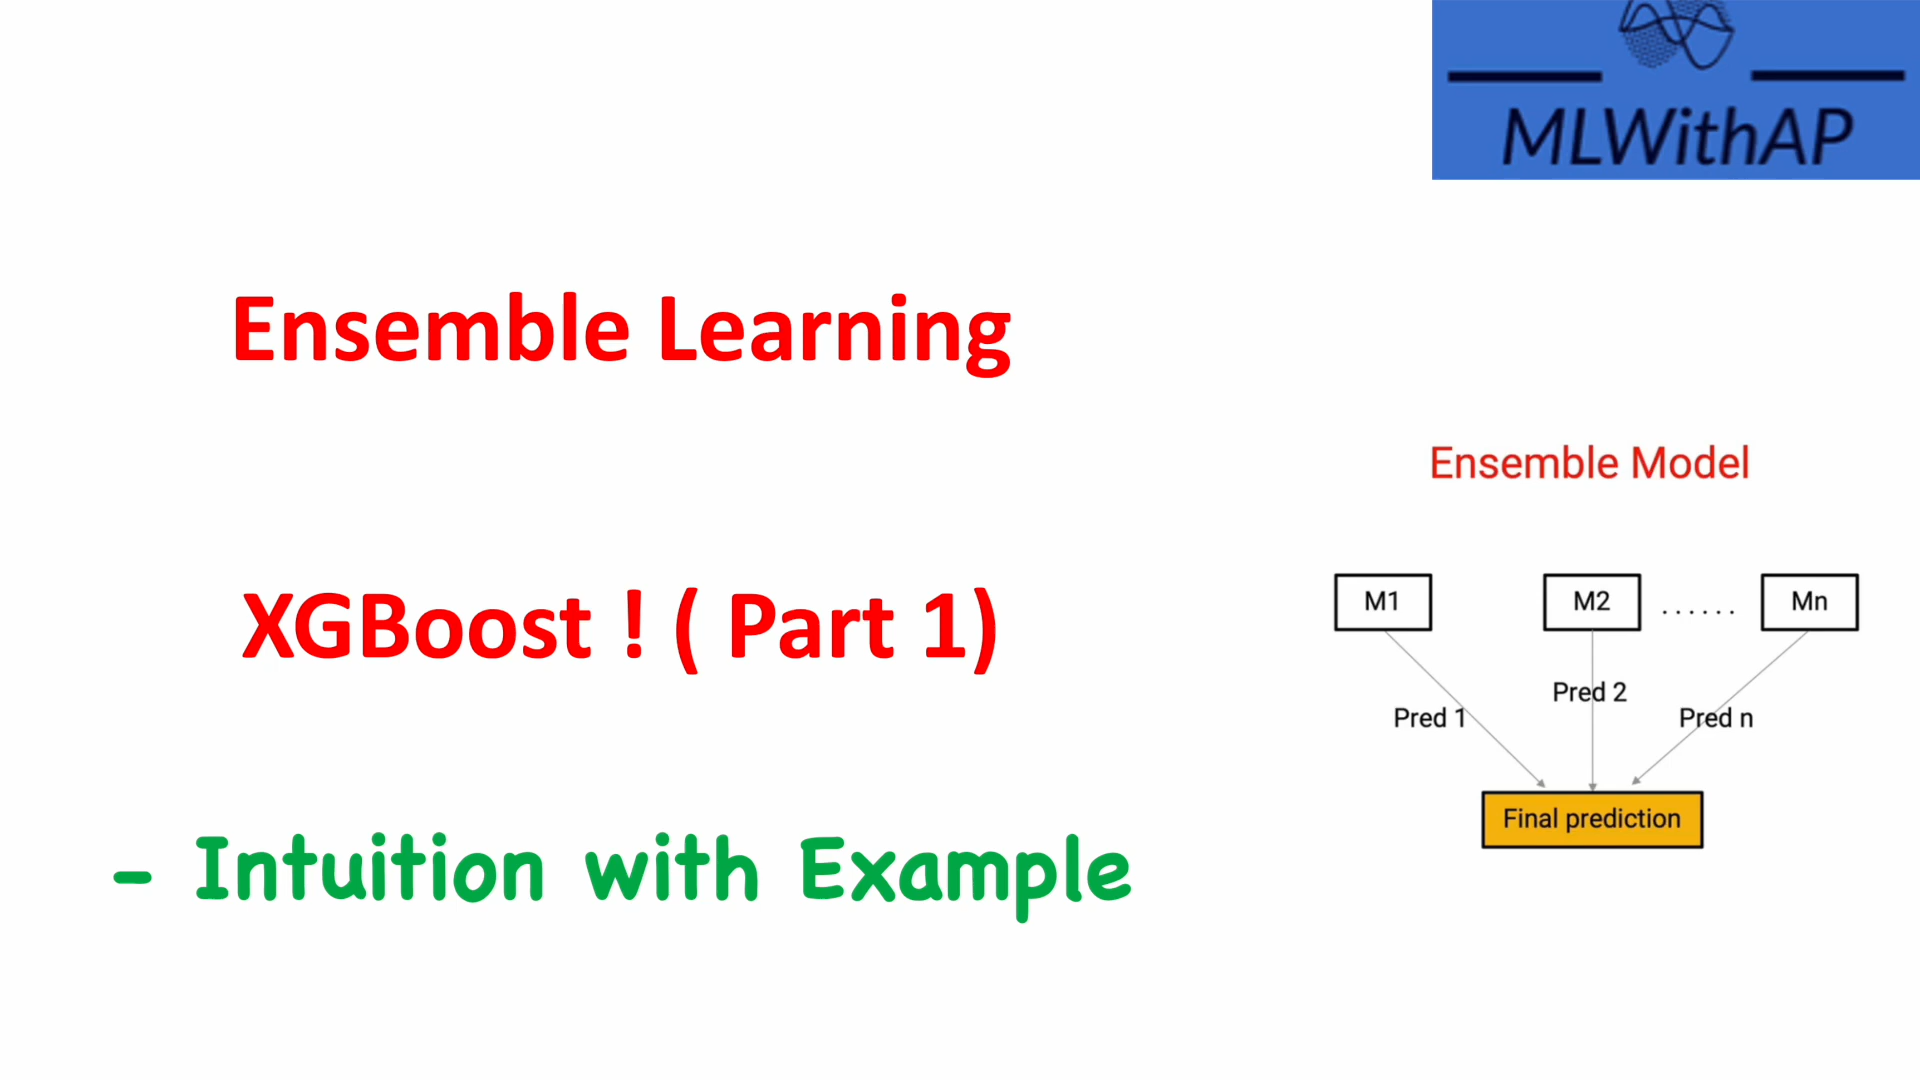 MLWithAP
Ensemble Learning
XGBoost ! ( Part 1)
- Intuition with Example
Ensemble Model
M1 M2 ...... Mn
Pred 1 Pred 2 Pred n
Final prediction